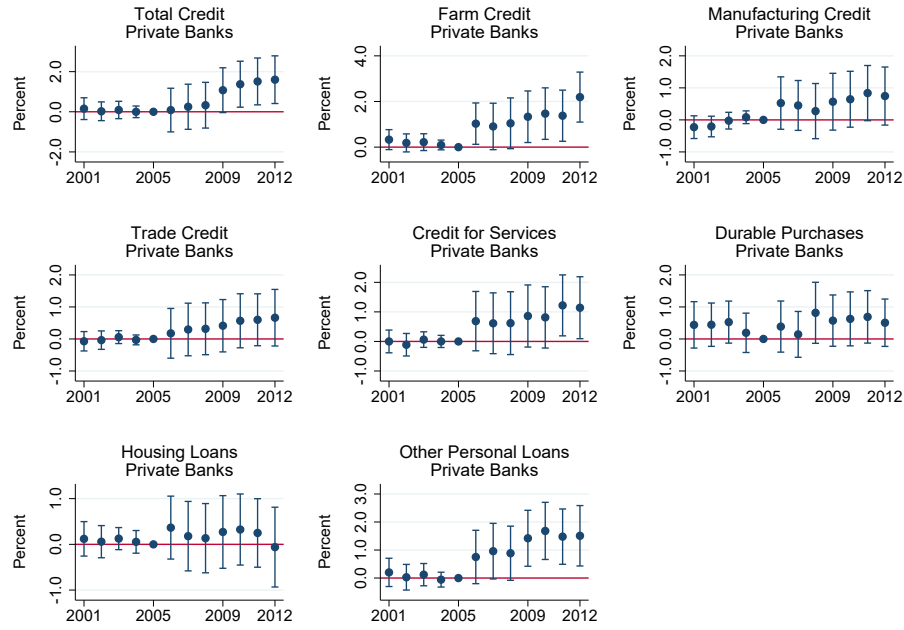 Total Credit
Private Banks
Percent
2.0
0.0
-2.0
2001
2005
2009
2012
Farm Credit
Private Banks
Percent
4.0
2.0
0.0
2001
2005
2009
2012
Manufacturing Credit
Private Banks
Percent
2.0
1.0
0.0
-1.0
2001
2005
2009
2012
Trade Credit
Private Banks
Percent
2.0
1.0
0.0
-1.0
2001
2005
2009
2012
Credit for Services
Private Banks
Percent
2.0
1.0
0.0
-1.0
2001
2005
2009
2012
Durable Purchases
Private Banks
Percent
2.0
1.0
0.0
-1.0
2001
2005
2009
2012
Housing Loans
Private Banks
Percent
1.0
0.0
-1.0
2001
2005
2009
2012
Other Personal Loans
Private Banks
Percent
3.0
2.0
1.0
0.0
2001
2005
2009
2012